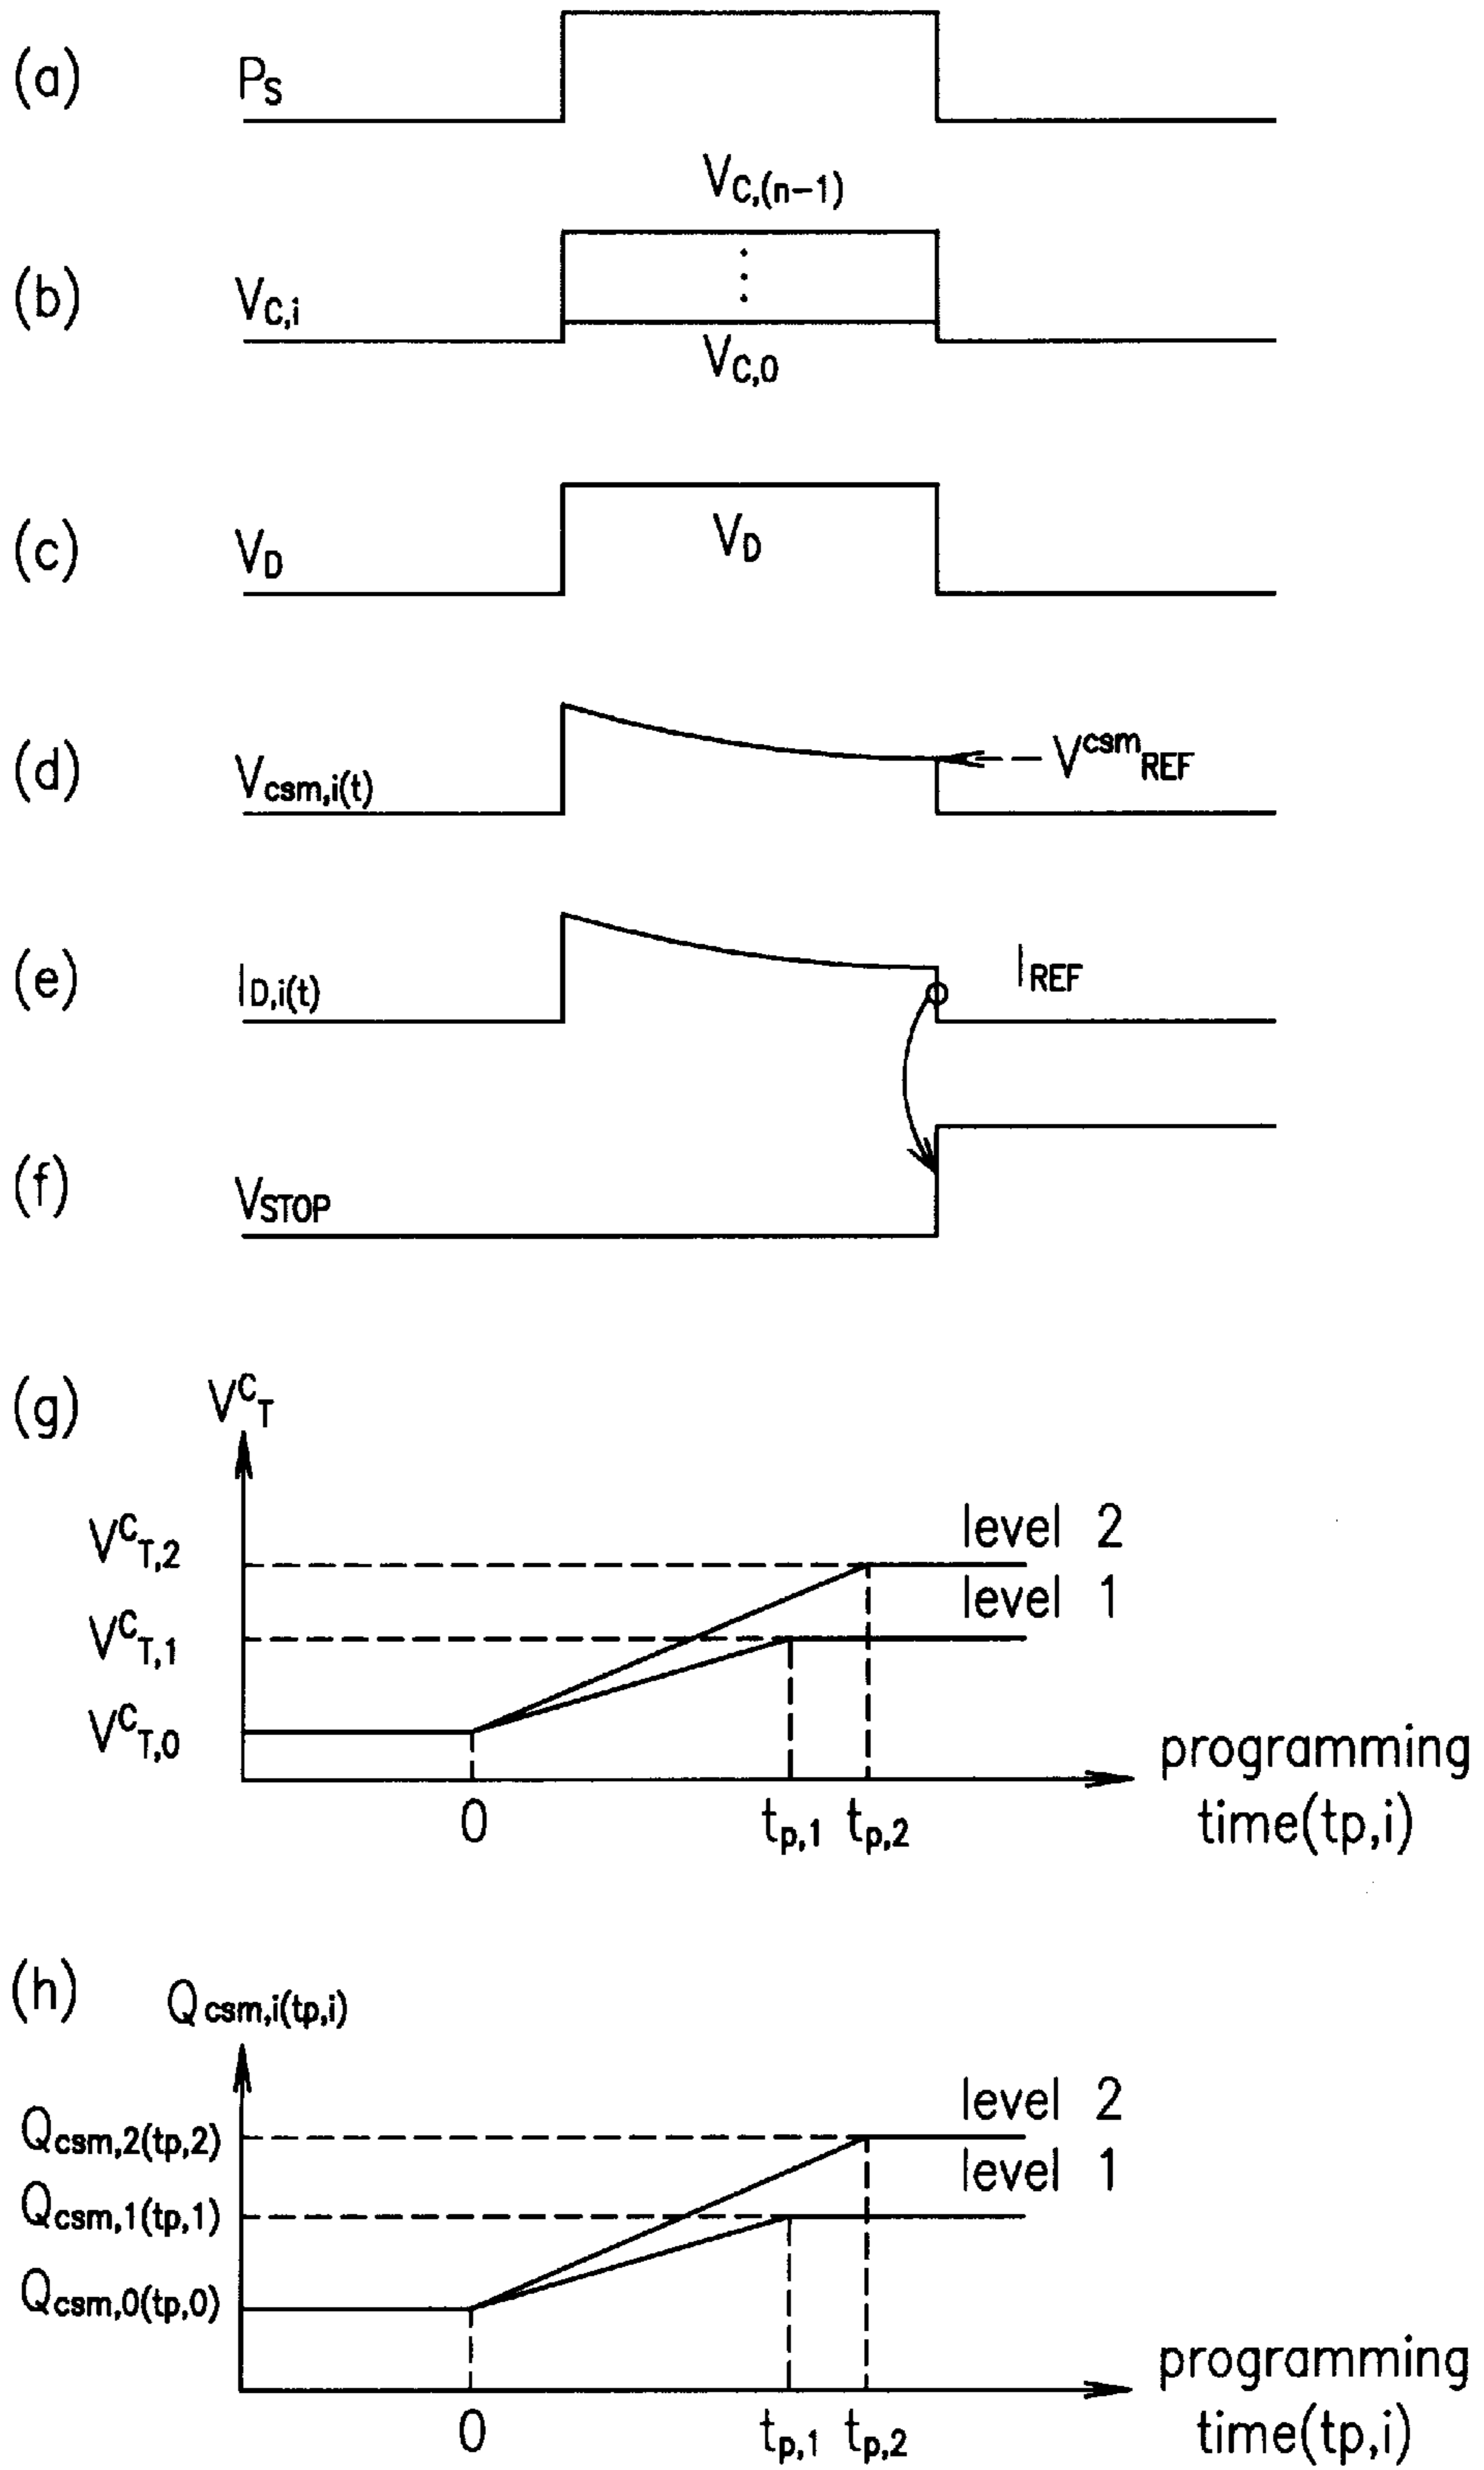 (a)
P_S
V_C,(n-1)
(b)
V_C,i
V_C,0
(c)
V_D
V_D
(d)
V_csm,i(t)
V^csm_REF
(e)
I_D,i(t)
I_REF
(f)
V_STOP
(g)
V^C_T
V^C_T,2
level 2
V^C_T,1
level 1
V^C_T,0
programming
time(tp,i)
0
t_p,1
t_p,2
(h)
Q_csm,i(tp,i)
Q_csm,2(tp,2)
level 2
Q_csm,1(tp,1)
level 1
Q_csm,0(tp,0)
programming
time(tp,i)
0
t_p,1
t_p,2